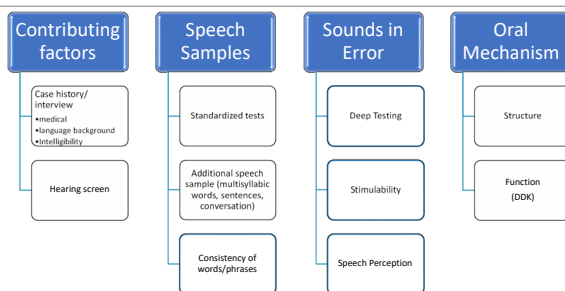 Contributing
factors
Case history/
interview
•medical
•language background
•Intelligibility
Hearing screen
Speech
Samples
Standardized tests
Additional speech
sample (multisyllabic
words, sentences,
conversation)
Consistency of
words/phrases
Sounds in
Error
Deep Testing
Stimulability
Speech Perception
Oral
Mechanism
Structure
Function
(DDK)